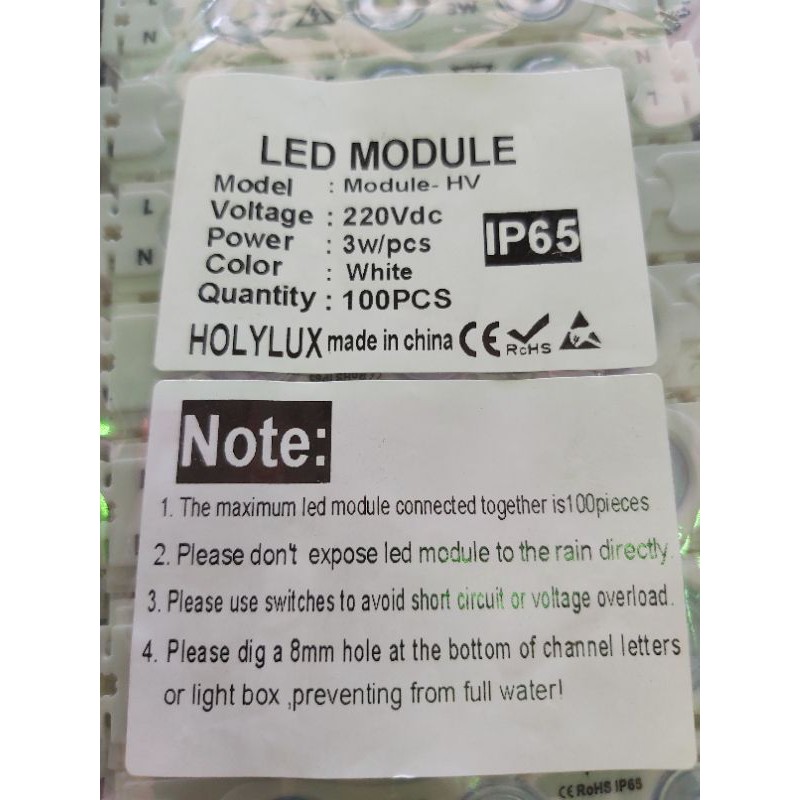 L
N
3W
L
N
L
N
LED MODULE
Model : Module- HV
Voltage : 220Vdc
Power : 3w/pcs
Color : White
Quantity : 100PCS
IP65
HOLYLUX made in china CE RoHS
Note:
1. The maximum led module connected together is100pieces
2. Please don't expose led module to the rain directly.
3. Please use switches to avoid short circuit or voltage overload.
4. Please dig a 8mm hole at the bottom of channel letters
or light box ,preventing from full water!
CE RoHS IP65